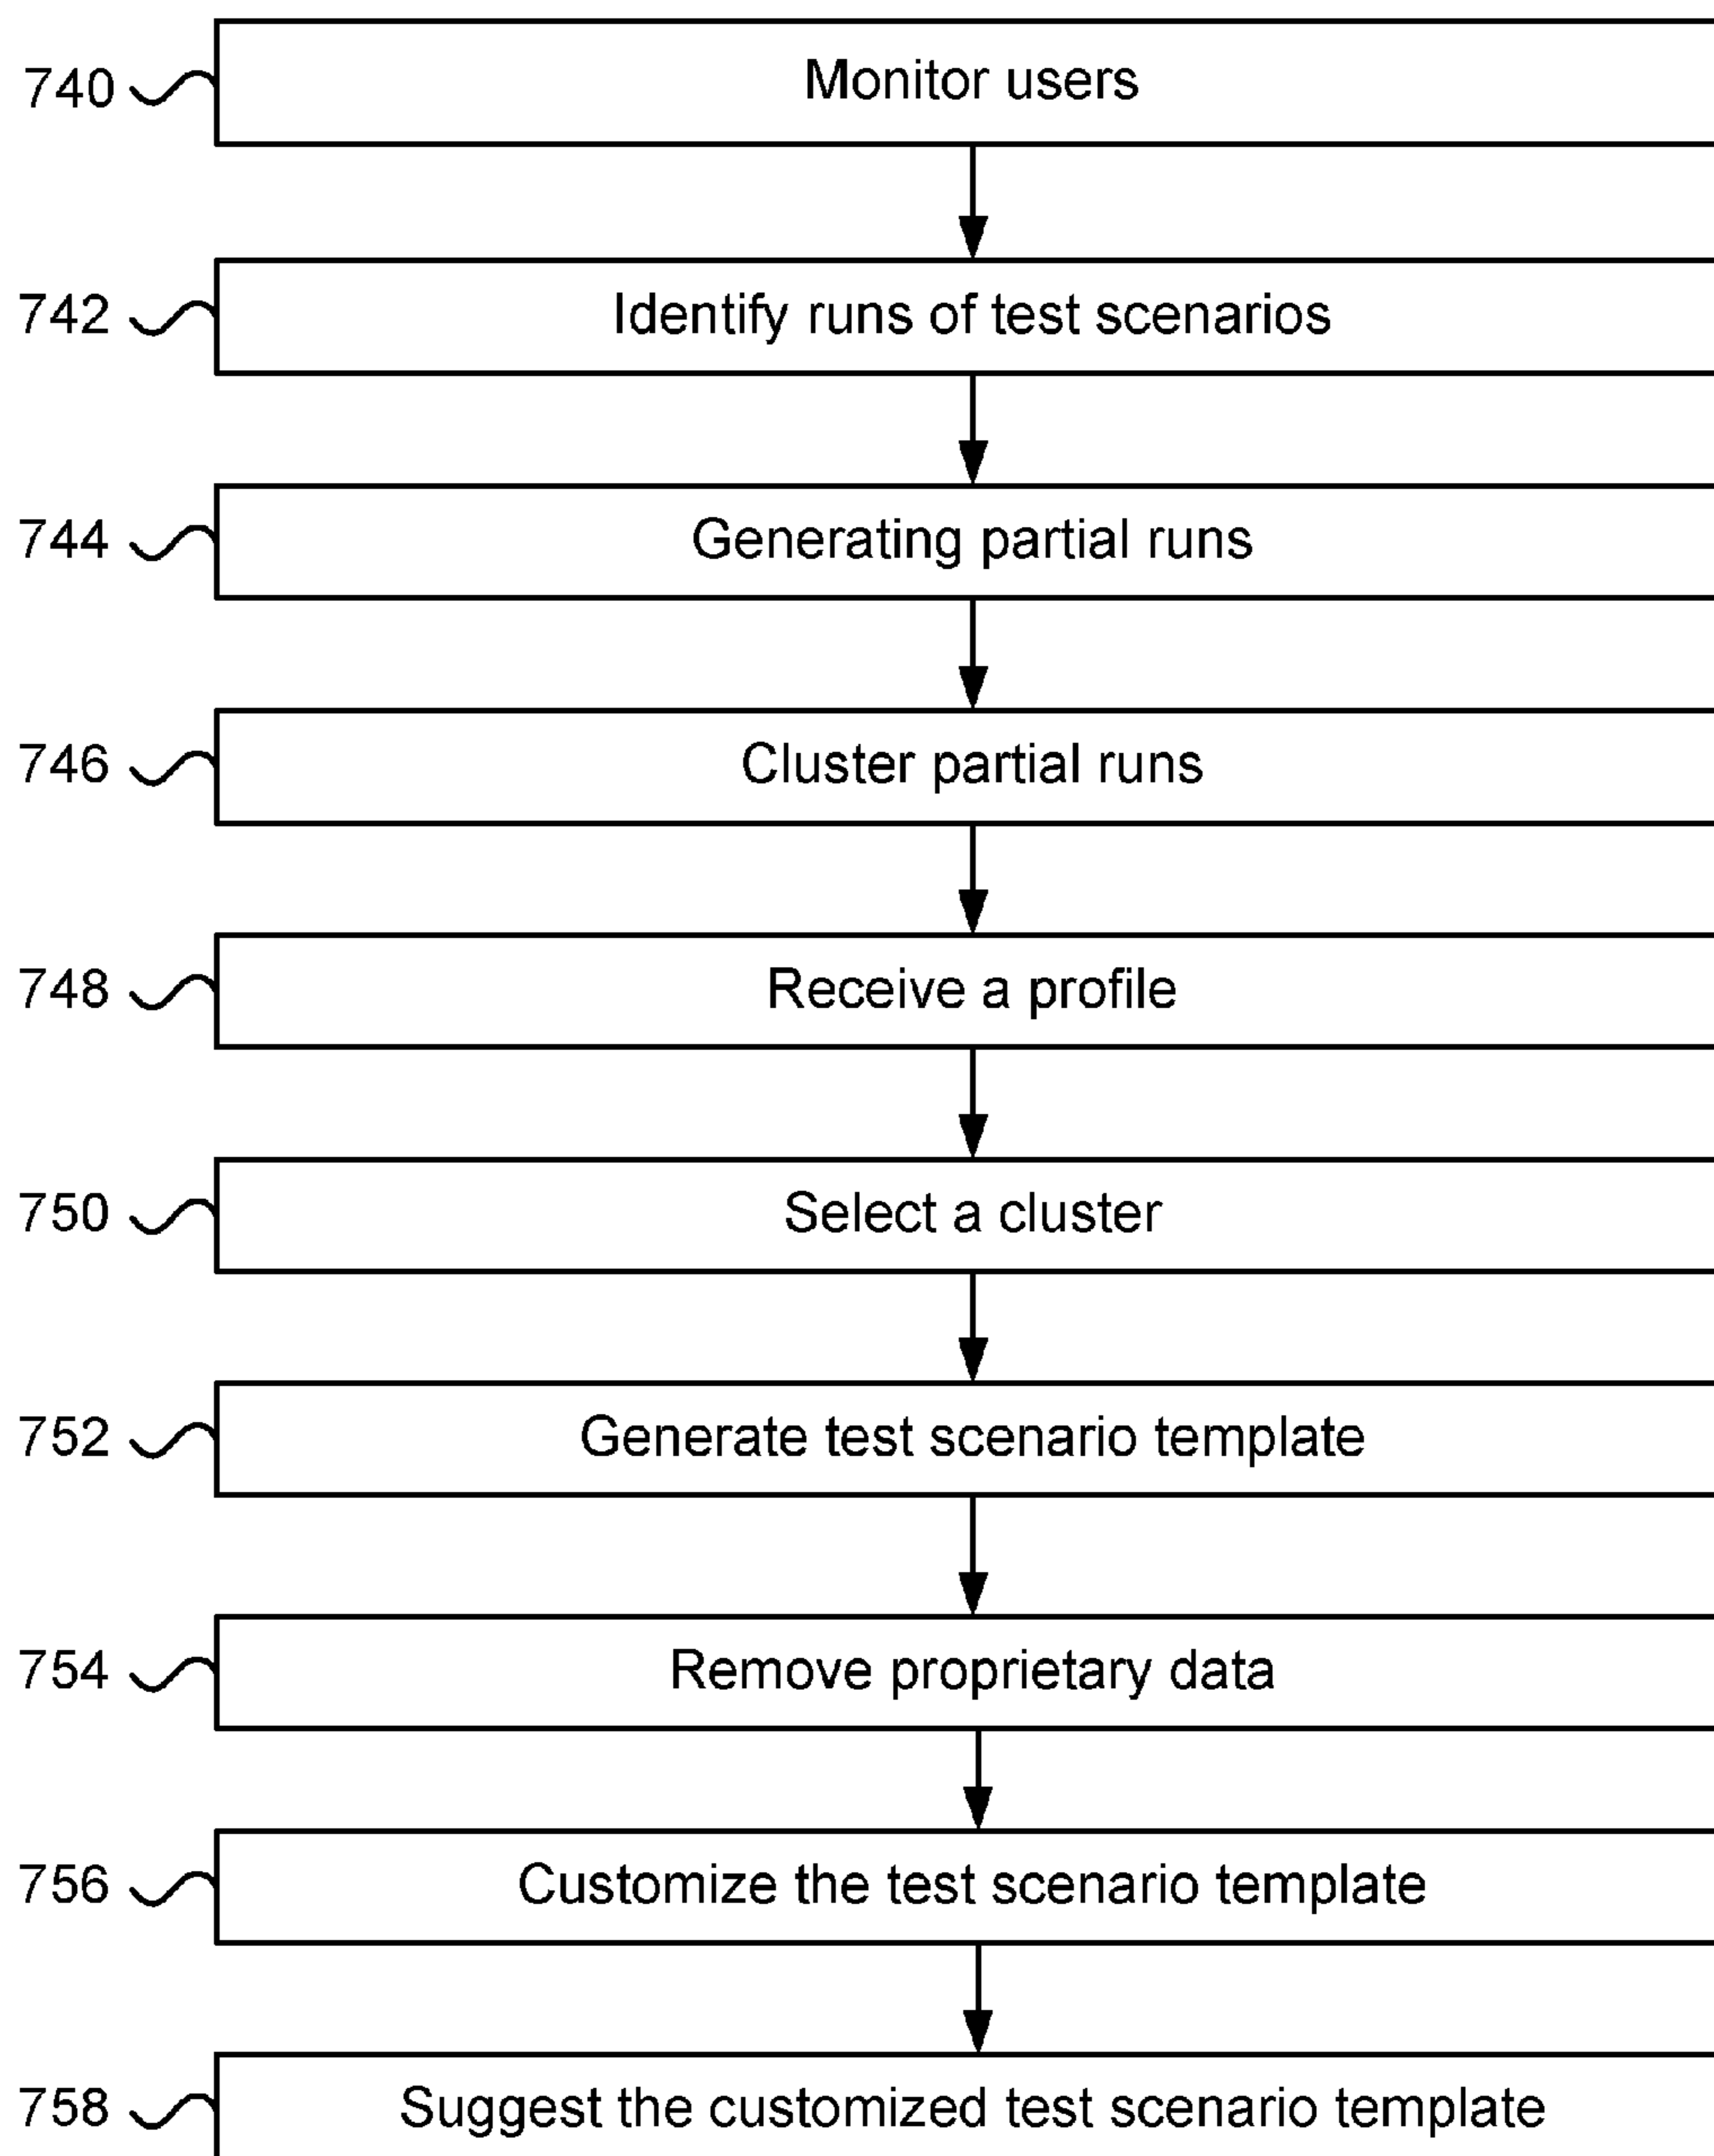 740 Monitor users
742 Identify runs of test scenarios
744 Generating partial runs
746 Cluster partial runs
748 Receive a profile
750 Select a cluster
752 Generate test scenario template
754 Remove proprietary data
756 Customize the test scenario template
758 Suggest the customized test scenario template